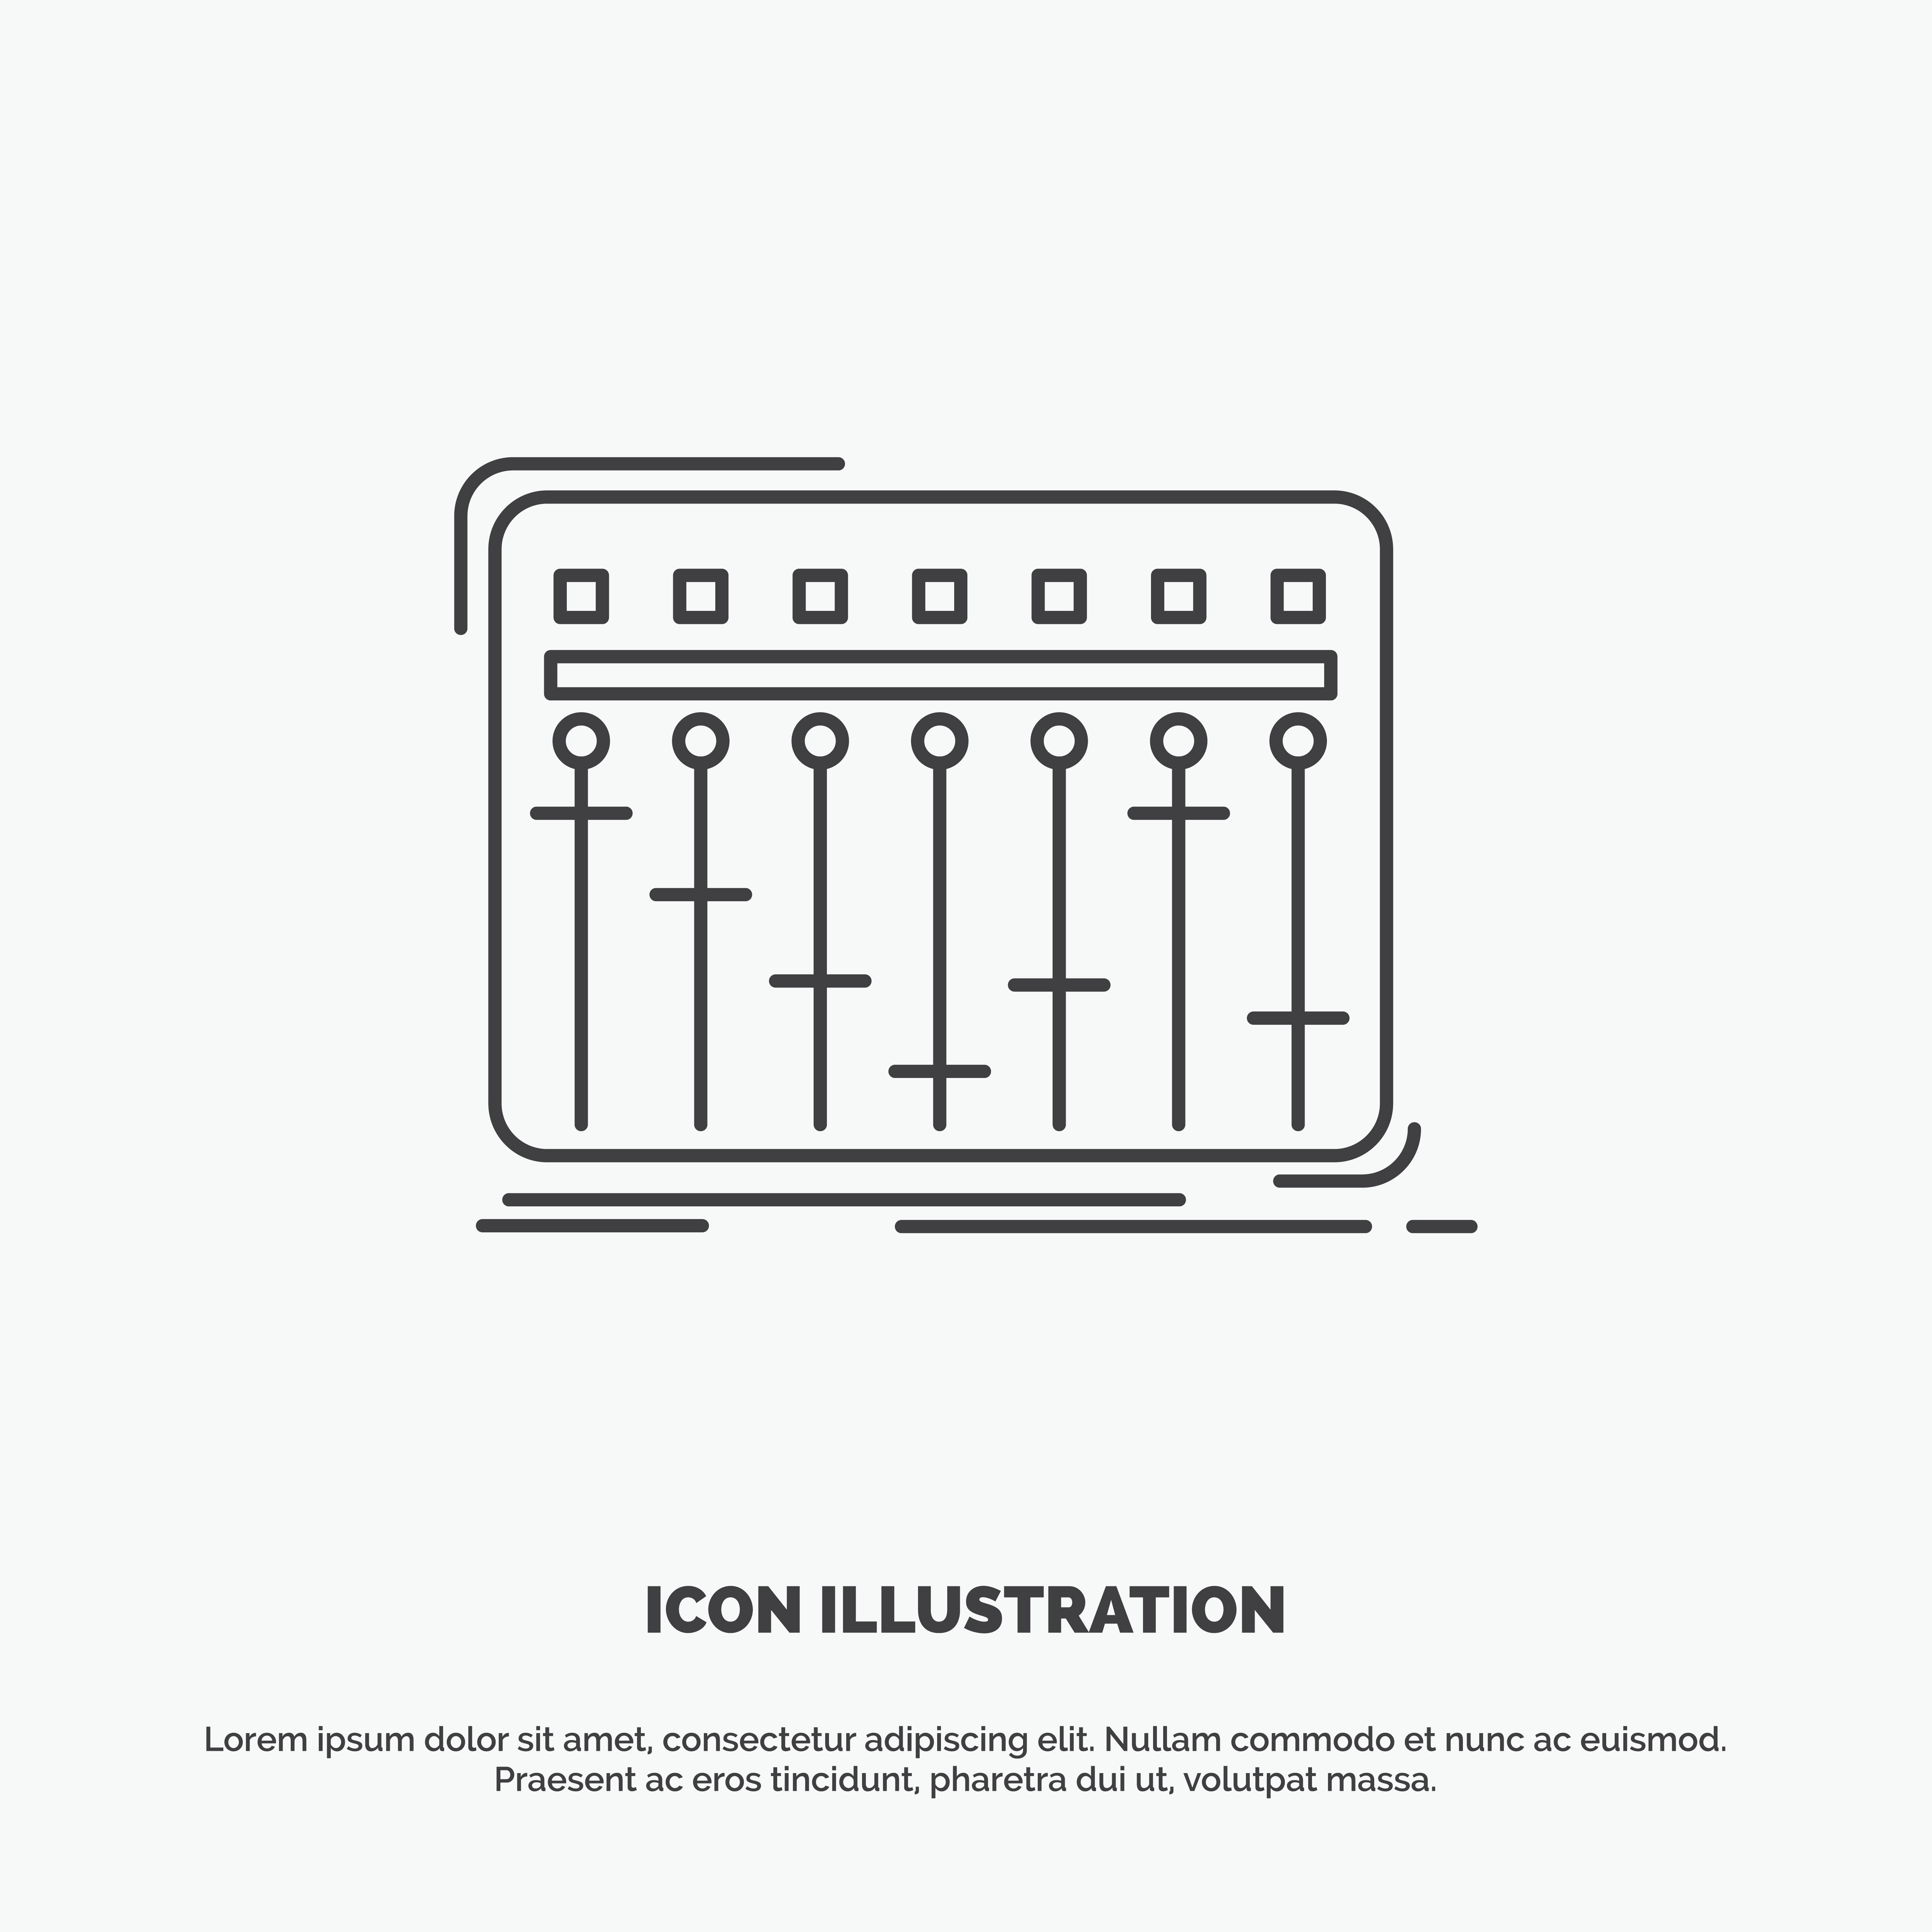 ICON ILLUSTRATION
Lorem ipsum dolor sit amet, consectetur adipiscing elit. Nullam commodo et nunc ac euismod.
Praesent ac eros tincidunt, pharetra dui ut, volutpat massa.